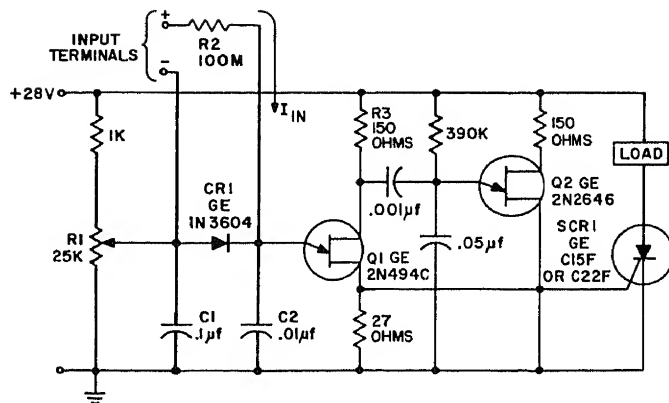 +
INPUT
TERMINALS
-
R2
100M
I IN
+28V
1K
R3
150
OHMS
390K
150
OHMS
LOAD
CR1
GE
1N3604
.001μf
Q2 GE
2N2646
R1
25K
Q1 GE
2N494C
.05μf
SCR1
GE
C15F
OR C22F
C1
.1μf
C2
.01μf
27
OHMS